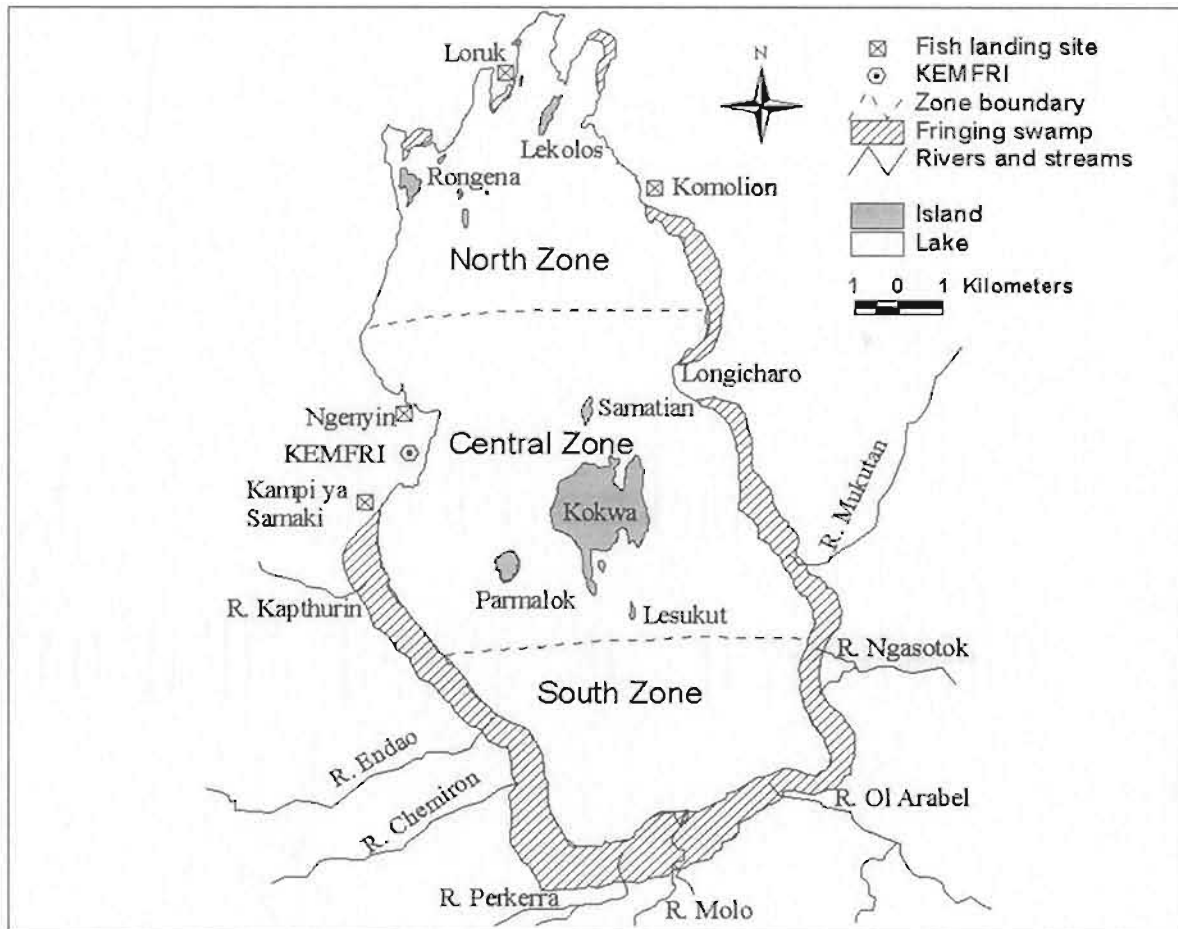 Loruk
Lekolos
Rongena
Komolion
North Zone
N
Fish landing site
KEMFRI
Zone boundary
Fringing swamp
Rivers and streams
Island
Lake
1 0 1 Kilometers
Longicharo
Ngenyin
Samatian
Central Zone
KEMFRI
Kampi ya
Samaki
Kokwa
R. Mukutan
Parmalok
Lesukut
R. Kapthurin
R. Ngasotok
South Zone
R. Endao
R. Chemiron
R. Ol Arabel
R. Perkerra
R. Molo